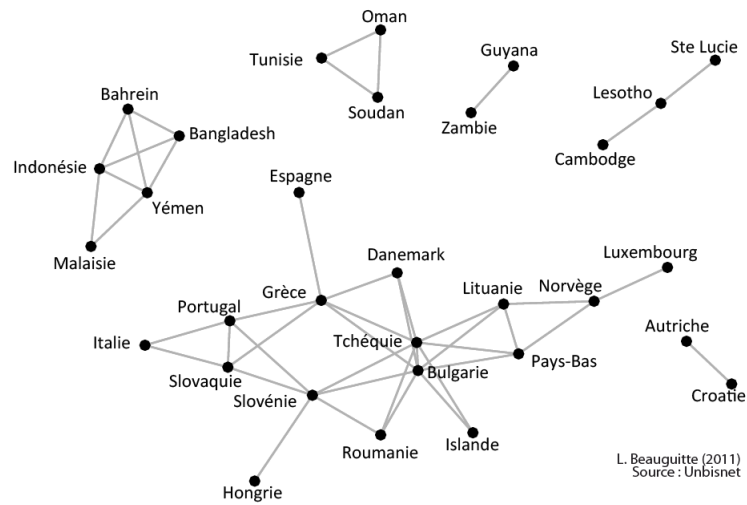 Oman
Tunisie
Soudan
Guyana
Zambie
Ste Lucie
Lesotho
Cambodge
Bahrein
Bangladesh
Indonésie
Yémen
Malaisie
Espagne
Danemark
Luxembourg
Grèce
Lituanie
Norvège
Portugal
Italie
Tchéquie
Autriche
Pays-Bas
Slovaquie
Bulgarie
Slovénie
Croatie
Roumanie
Islande
Hongrie
L. Beauguitte (2011)
Source : Unbisnet